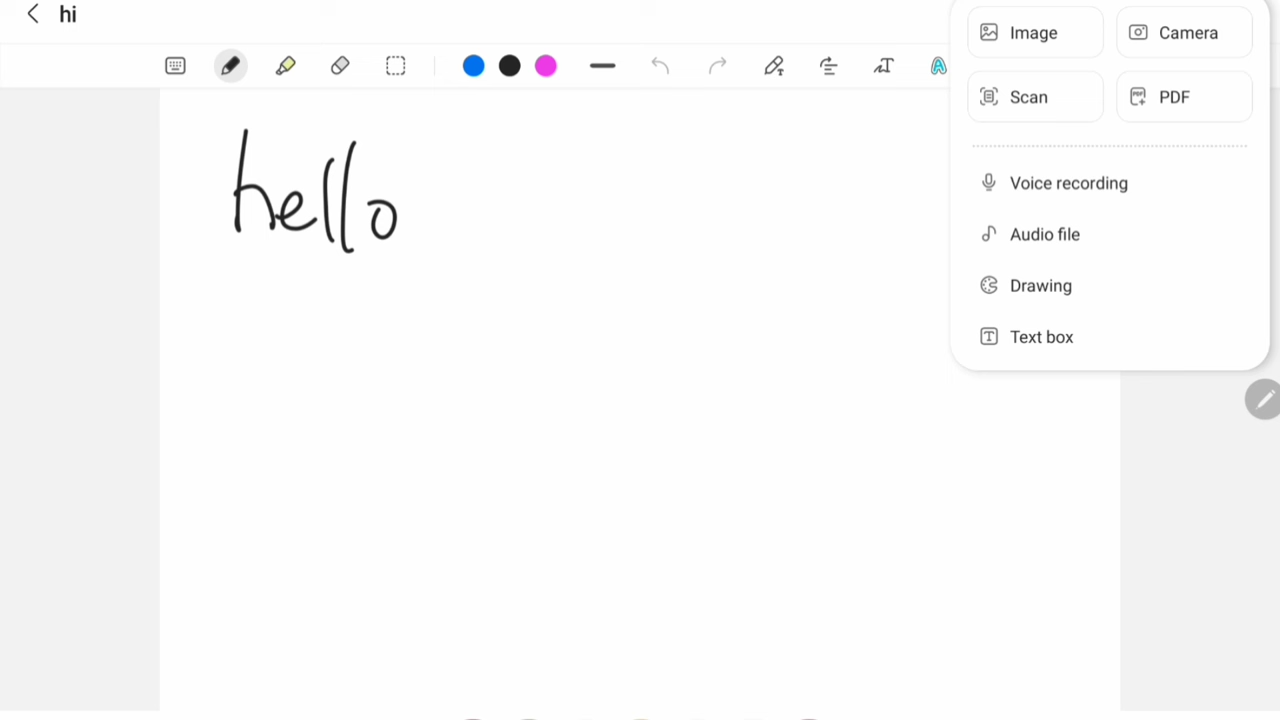 hi
Image Camera
Scan PDF
hello
Voice recording
Audio file
Drawing
Text box